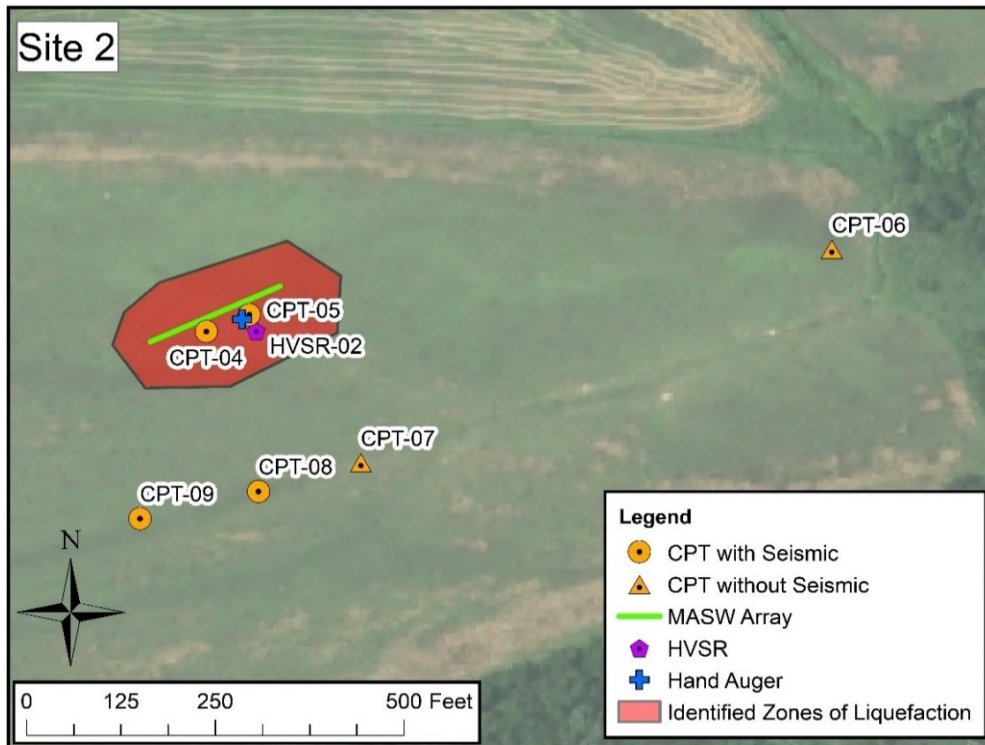 Site 2
CPT-06
CPT-05
HVSR-02
CPT-04
CPT-07
CPT-08
CPT-09
N
Legend
CPT with Seismic
CPT without Seismic
MASW Array
HVSR
Hand Auger
Identified Zones of Liquefaction
0 125 250 500 Feet